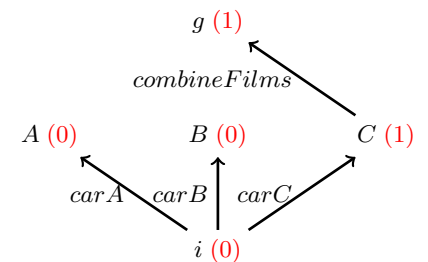 g (1)
combineFilms
A (0) B (0) C (1)
carA carB carC
i (0)